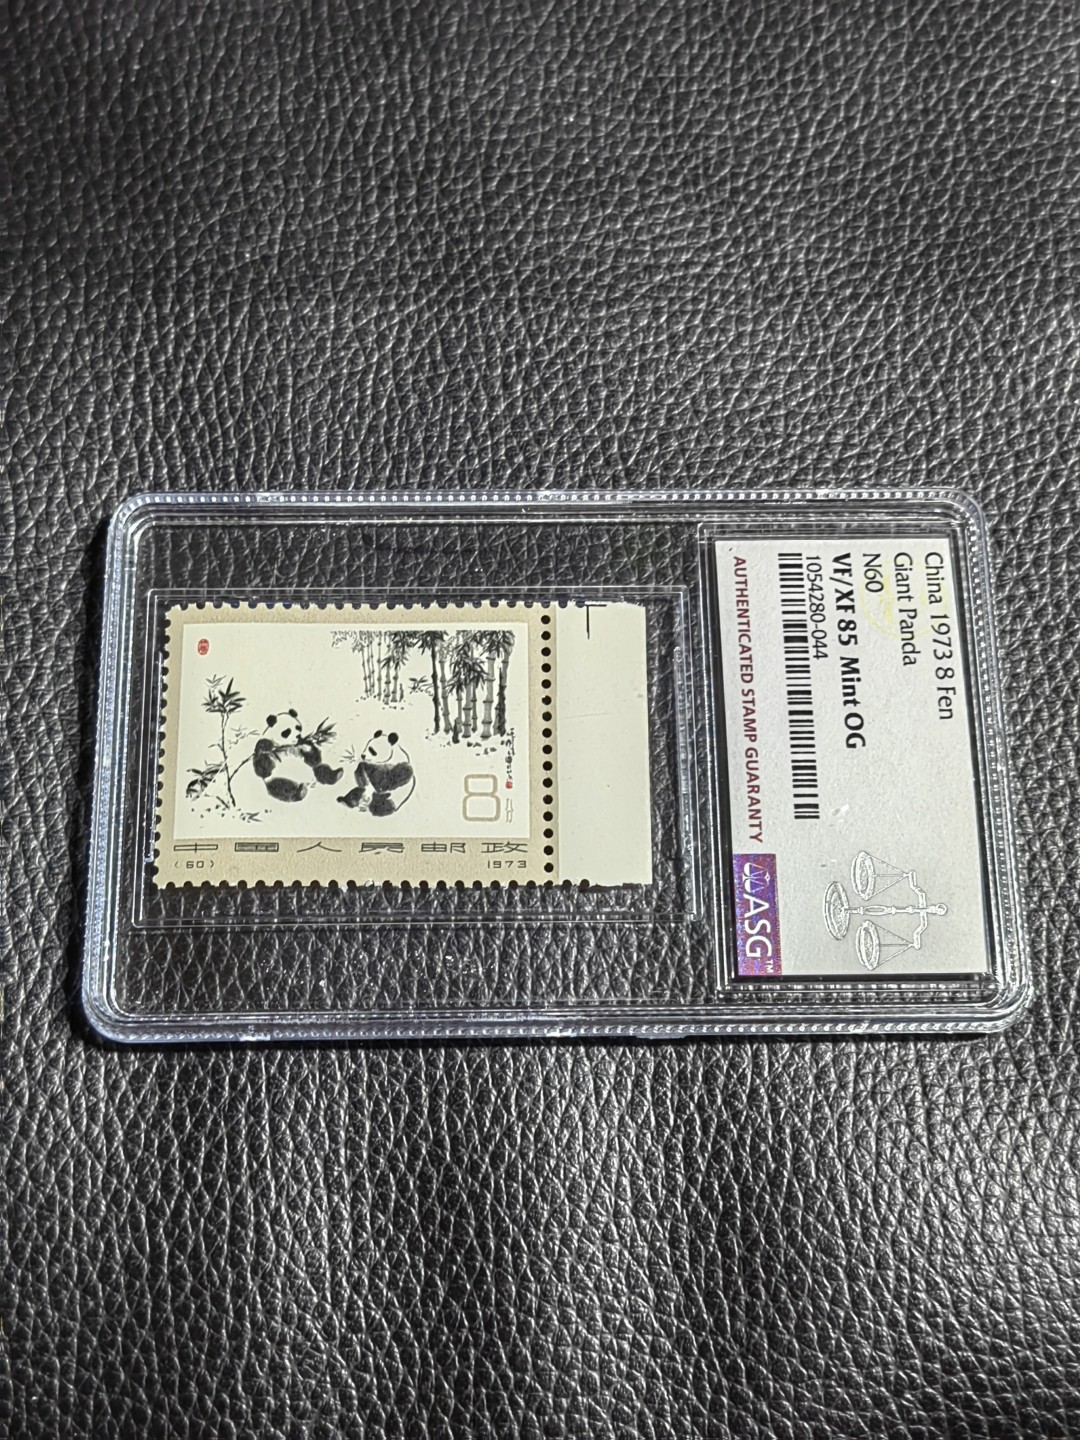 8分
中国人民邮政
(60) 1973
China 1973 8 Fen
Giant Panda
N60
VF/XF 85 Mint OG
1054280-044
AUTHENTICATED STAMP GUARANTY
ASG™